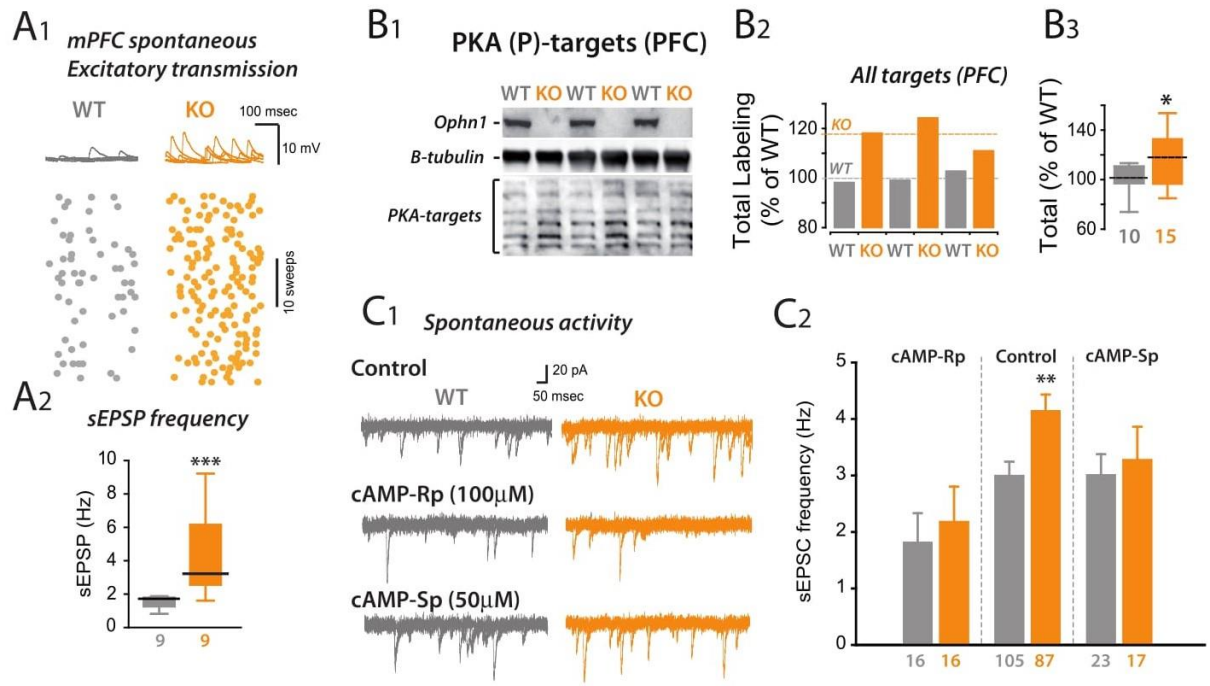 A1
mPFC spontaneous
Excitatory transmission
WT
KO
100 msec
10 mV
10 sweeps
A2
sEPSP frequency
sEPSP (Hz)
10
8
6
4
2
0
***
9
9
B1
PKA (P)-targets (PFC)
WT KO WT KO WT KO
Ophn1 -
B-tubulin -
PKA-targets
B2
All targets (PFC)
Total Labeling
(% of WT)
120
100
80
KO
WT
WT KO WT KO WT KO
B3
Total (% of WT)
140
100
60
*
10
15
C1
Spontaneous activity
Control
20 pA
50 msec
WT
KO
cAMP-Rp (100μM)
cAMP-Sp (50μM)
C2
cAMP-Rp
Control
cAMP-Sp
**
sEPSC frequency (Hz)
5
4
3
2
1
0
16 16 105 87 23 17